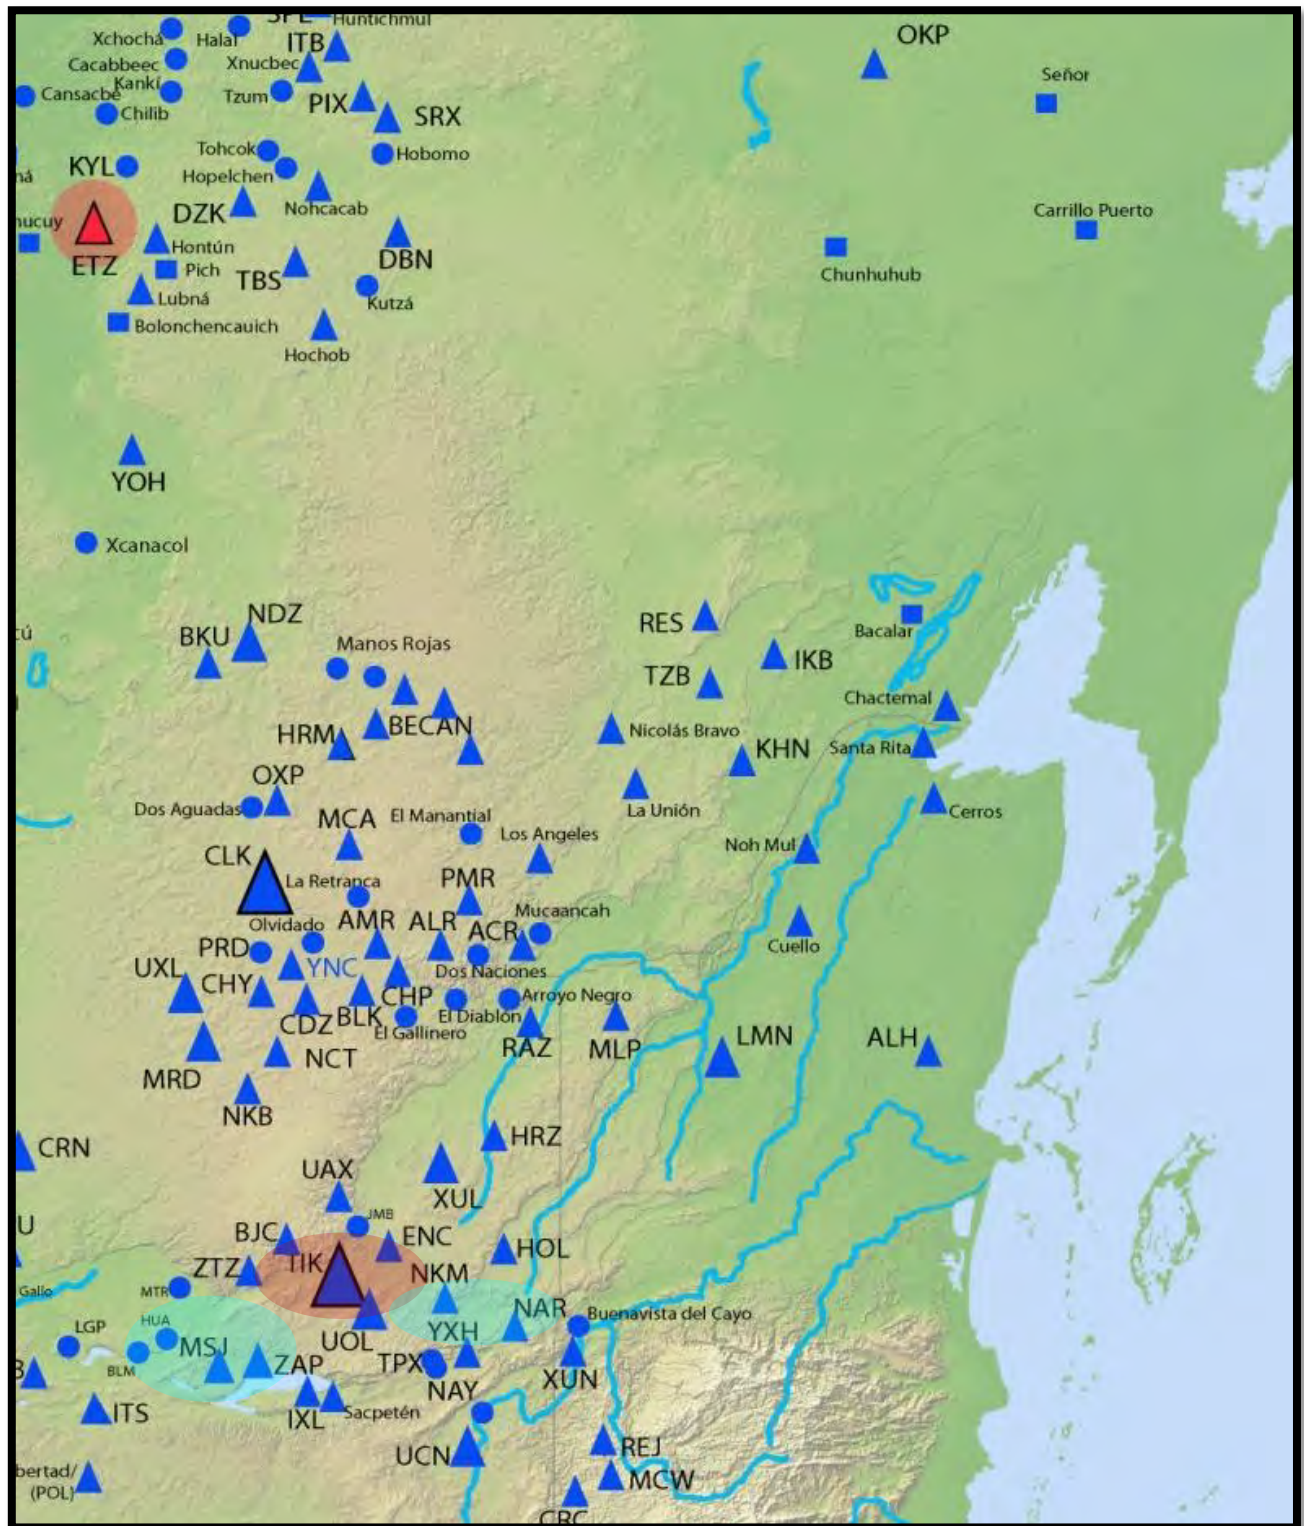 Huntichmul
Xchochá
Halal
ITB
OKP
Cacabbeec
Xnucbec
Señor
Kankí
Cansacbé
Tzum
PIX
Chilib
SRX
Tohcok
Hobomo
KYL
Hopelchen
Nohcacab
DZK
Carrillo Puerto
Hontún
DBN
ETZ
Pich
TBS
Chunhuhub
Lubná
Kutzá
Bolonchencauich
Hochob
YOH
Xcanacol
NDZ
RES
BKU
Manos Rojas
Bacalar
IKB
TZB
Chactemal
HRM
BECAN
Nicolás Bravo
KHN
Santa Rita
OXP
Dos Aguadas
MCA
El Manantial
La Unión
Cerros
Los Angeles
Noh Mul
CLK
La Retranca
PMR
Olvidado
AMR
ALR
ACR
Mucaancah
PRD
Cuello
UXL
YNC
CHY
Dos Naciones
CHP
Arroyo Negro
CDZ
BLK
El Diablón
El Gallinero
LMN
ALH
NCT
RAZ
MLP
MRD
NKB
CRN
HRZ
UAX
XUL
JMB
U
BJC
ENC
HOL
ZTZ
TIK
NKM
Gallo
MTR
NAR
Buenavista del Cayo
HUA
LGP
MSJ
UOL
YXH
BLM
ZAP
TPX
XUN
B
NAY
ITS
IXL
Sacpetén
UCN
REJ
bertad/
(POL)
MCW
CRC